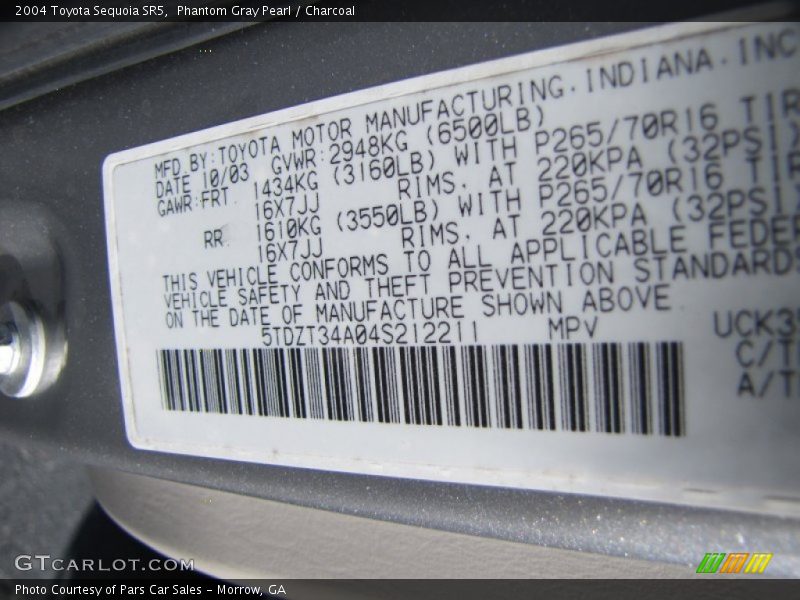 2004 Toyota Sequoia SR5, Phantom Gray Pearl / Charcoal
MFD BY: TOYOTA MOTOR MANUFACTURING. INDIANA. INC
DATE 10/03 GVWR: 2948KG (6500LB)
GAWR: FRT 1434KG (3160LB) WITH P265/70R16 TIR
16X7JJ RIMS. AT 220KPA (32PSI)
RR 1610KG (3550LB) WITH P265/70R16 TIR
16X7JJ RIMS. AT 220KPA (32PSI)
THIS VEHICLE CONFORMS TO ALL APPLICABLE FEDER
VEHICLE SAFETY AND THEFT PREVENTION STANDARDS
ON THE DATE OF MANUFACTURE SHOWN ABOVE
5TDZT34A04S212211 MPV UCK3
C/T
A/T
GTCARLOT.COM
Photo Courtesy of Pars Car Sales - Morrow, GA